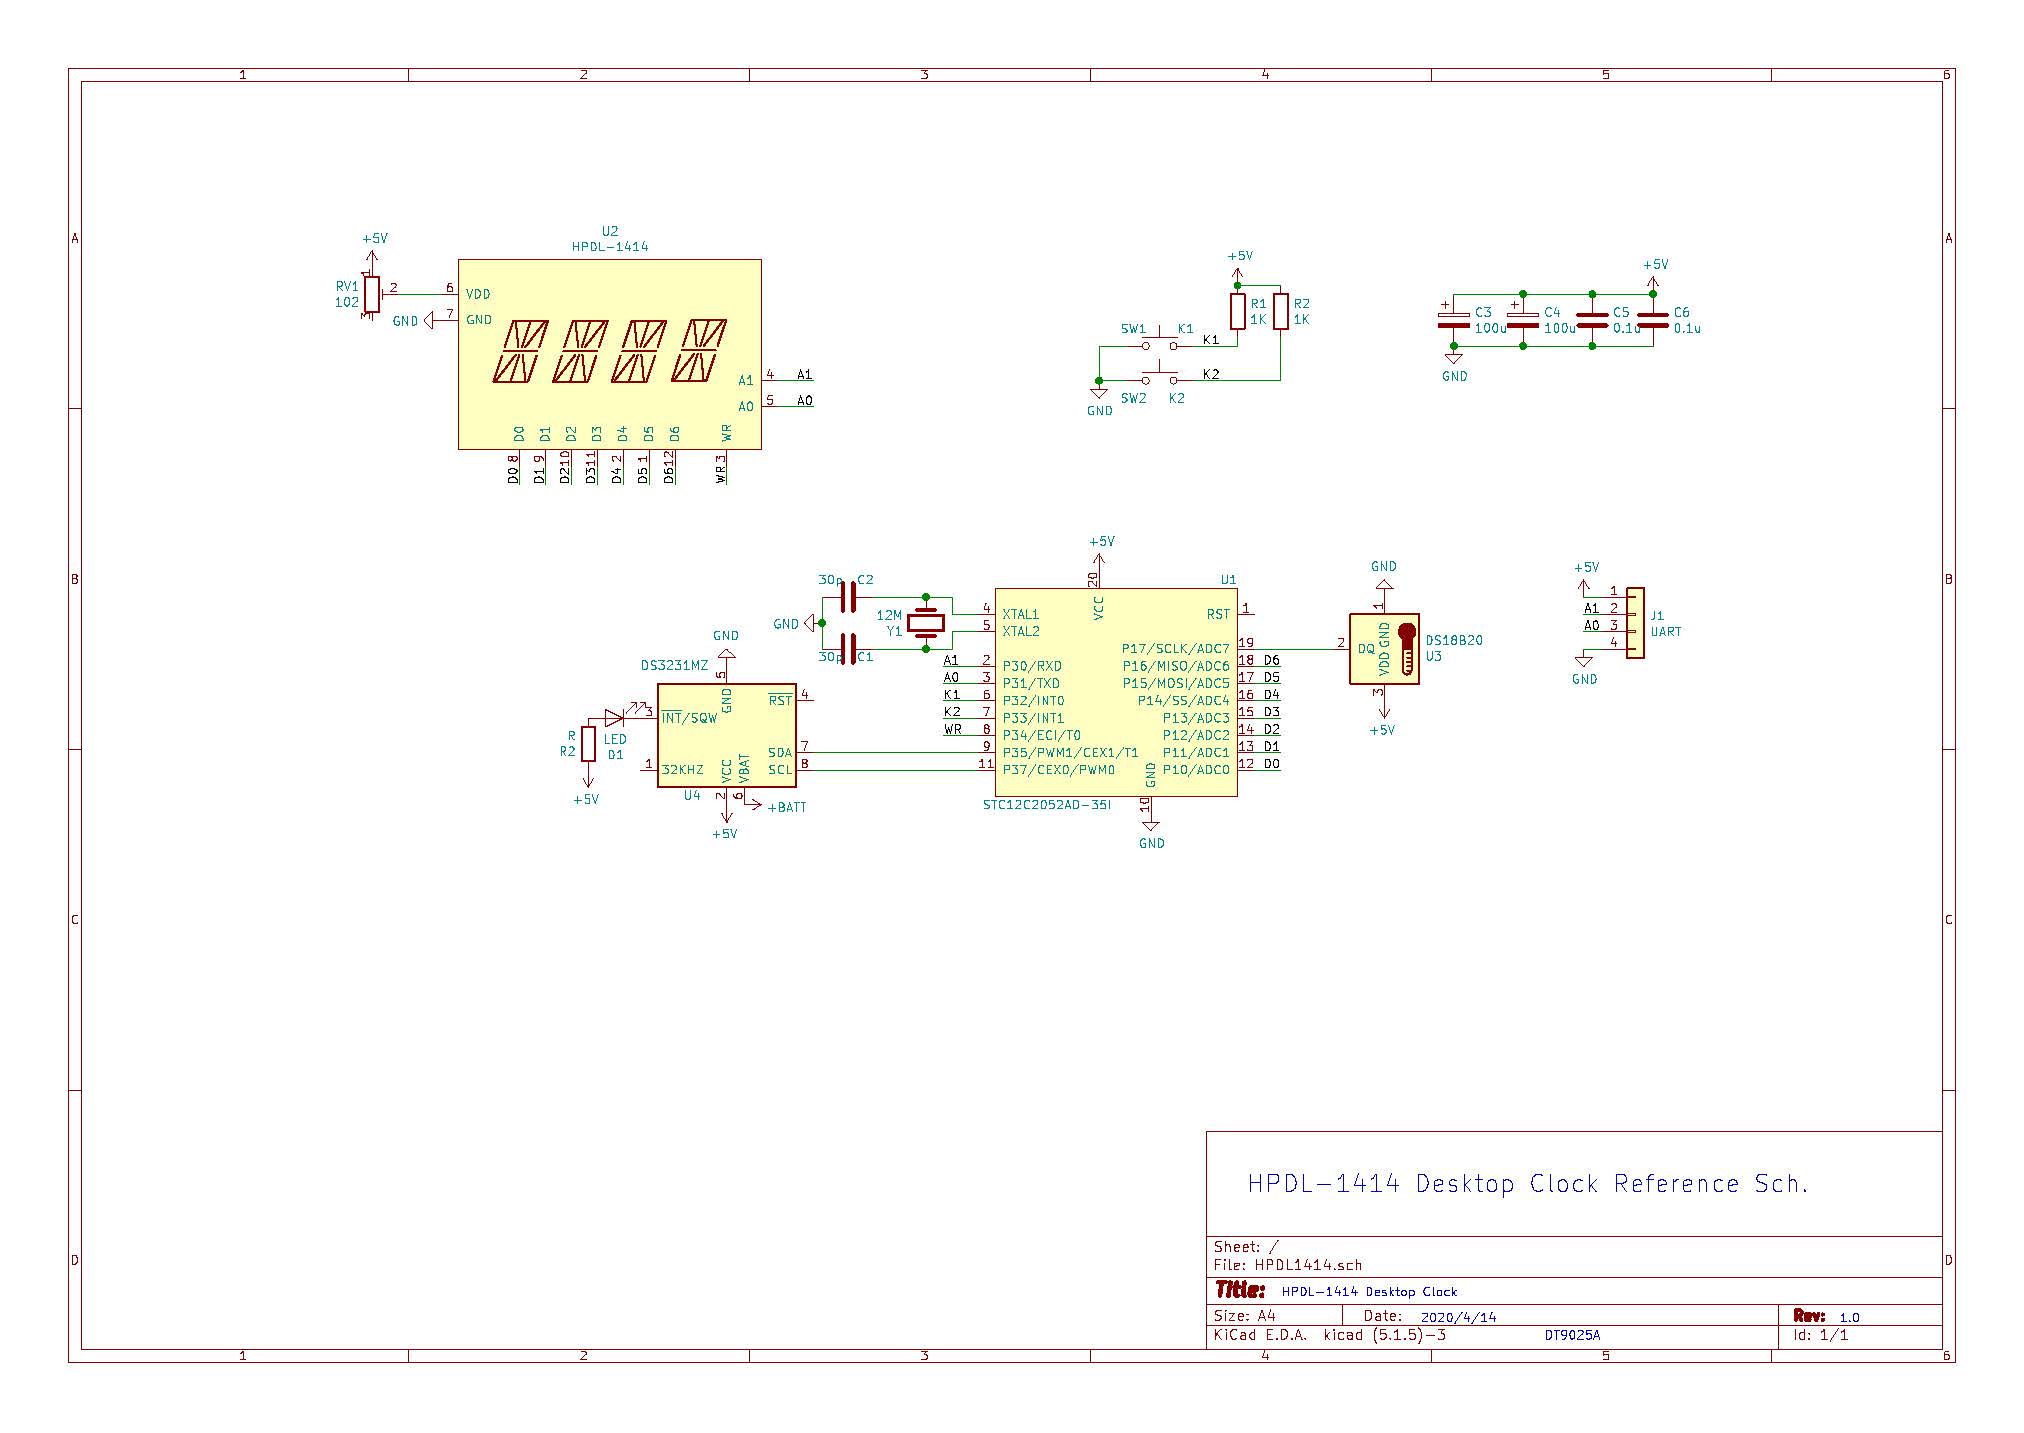 1 2 3 4 5 6
A
A
+5V
RV1
102
1
2
3
U2
HPDL-1414
6 VDD
GND 7 GND
A1 4 A1
A0 5 A0
D0 D1 D2 D3 D4 D5 D6 WR
8 9 10 11 2 1 12 3
D0 D1 D2 D3 D4 D5 D6 WR
+5V
R1
1K
R2
1K
SW1 K1 K1
K2
SW2 K2
GND
+5V
C3
100u
C4
100u
C5
0.1u
C6
0.1u
GND
B
B
30p C2
GND
12M
Y1
30p C1
+5V
20
VCC
U1
4 XTAL1
5 XTAL2
A1 2 P30/RXD
A0 3 P31/TXD
K1 6 P32/INT0
K2 7 P33/INT1
WR 8 P34/ECI/T0
9 P35/PWM1/CEX1/T1
11 P37/CEX0/PWM0
RST 1
P17/SCLK/ADC7 19
P16/MISO/ADC6 18 D6
P15/MOSI/ADC5 17 D5
P14/SS/ADC4 16 D4
P13/ADC3 15 D3
P12/ADC2 14 D2
P11/ADC1 13 D1
P10/ADC0 12 D0
GND
10
STC12C2052AD-35I
GND
GND
1
2 DQ
GND
VDD
DS18B20
U3
3
+5V
+5V
1
A1 2
A0 3
4
GND
J1
UART
GND
DS3231MZ
5
GND
RST 4
3 INT/SQW
SDA 7
SCL 8
1 32KHZ
VCC
VBAT
U4
2
6
+BATT
+5V
LED
D1
R
R2
+5V
C
C
HPDL-1414 Desktop Clock Reference Sch.
Sheet: /
File: HPDL1414.sch
Title: HPDL-1414 Desktop Clock
Size: A4 Date: 2020/4/14 Rev: 1.0
KiCad E.D.A. kicad (5.1.5)-3 DT9025A Id: 1/1
D
D
1 2 3 4 5 6